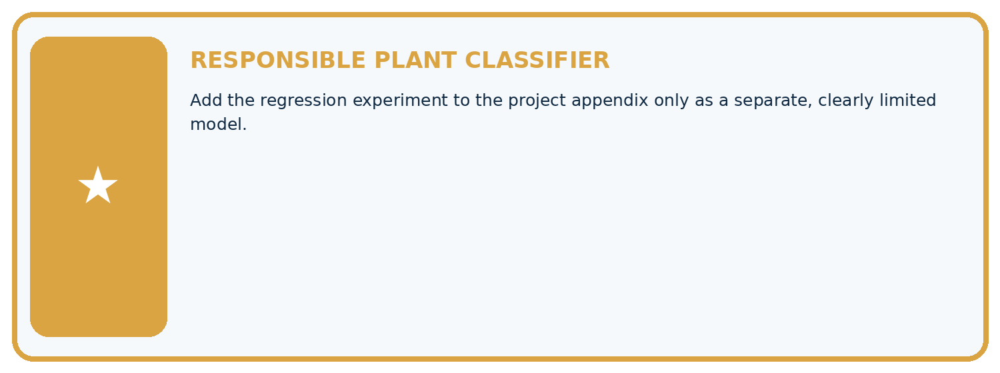 RESPONSIBLE PLANT CLASSIFIER
Add the regression experiment to the project appendix only as a separate, clearly limited
model.